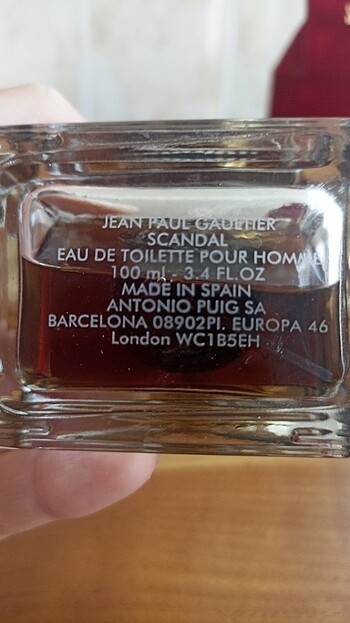 JEAN PAUL GAULTIER
SCANDAL
EAU DE TOILETTE POUR HOMME
100 ml - 3.4 FL.OZ
MADE IN SPAIN
ANTONIO PUIG SA
BARCELONA 08902Pl. EUROPA 46
London WC1B5EH